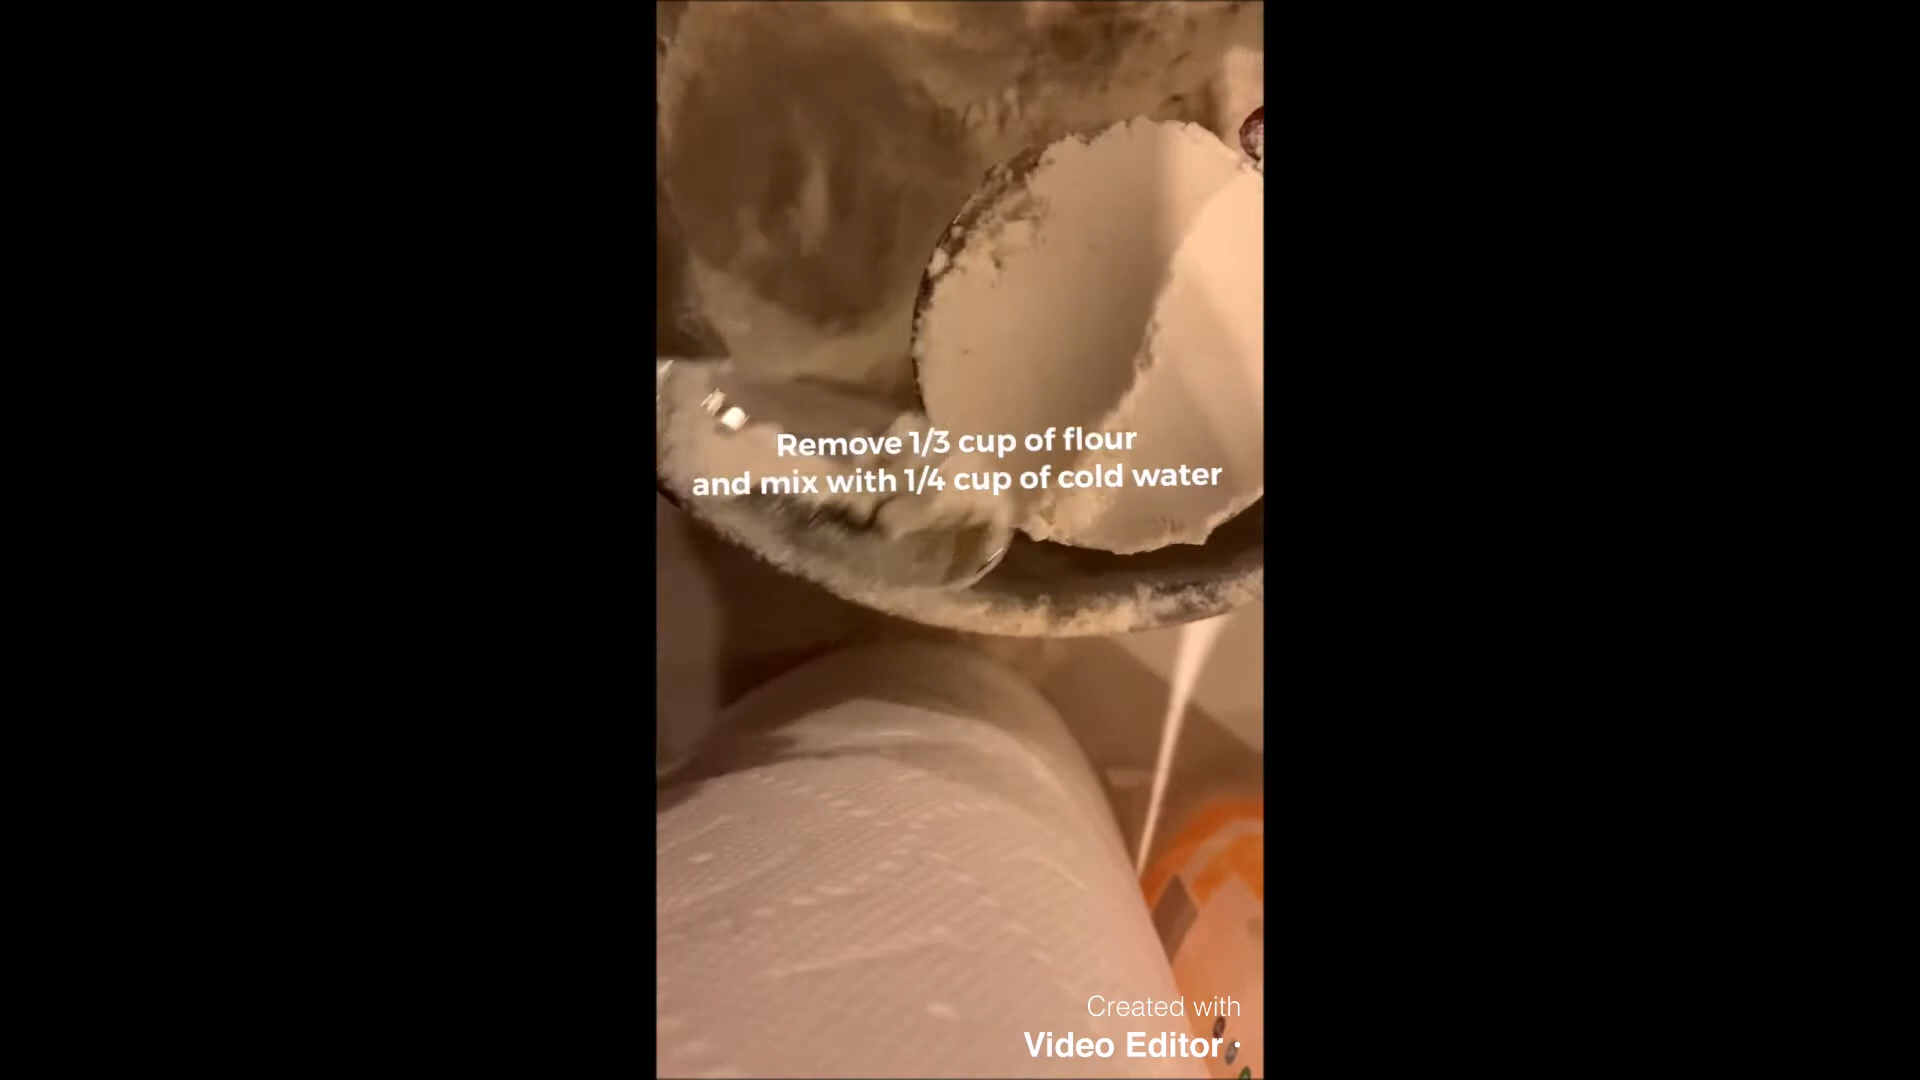 Remove 1/3 cup of flour
and mix with 1/4 cup of cold water
Created with
Video Editor